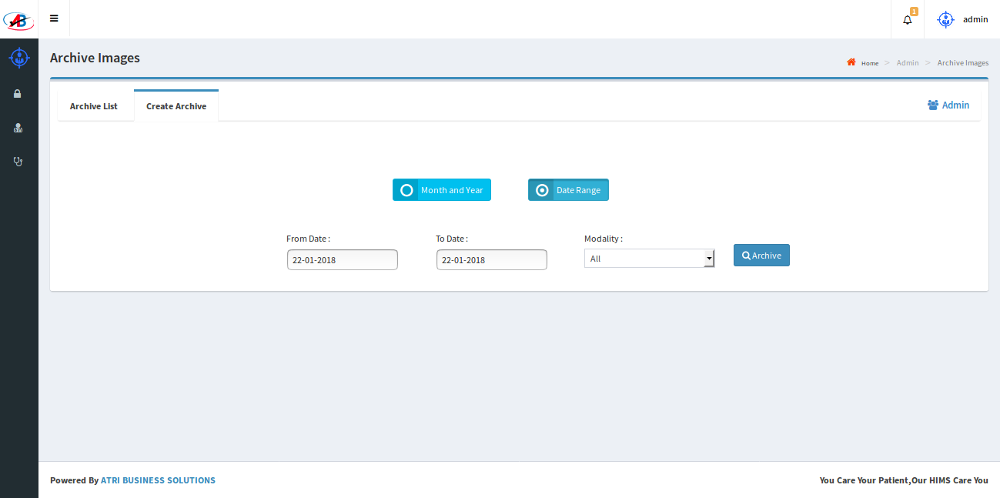 AB
1
admin
Archive Images
Home > Admin > Archive Images
Archive List
Create Archive
Admin
Month and Year
Date Range
From Date :
To Date :
Modality :
22-01-2018
22-01-2018
All
Archive
Powered By ATRI BUSINESS SOLUTIONS
You Care Your Patient,Our HIMS Care You